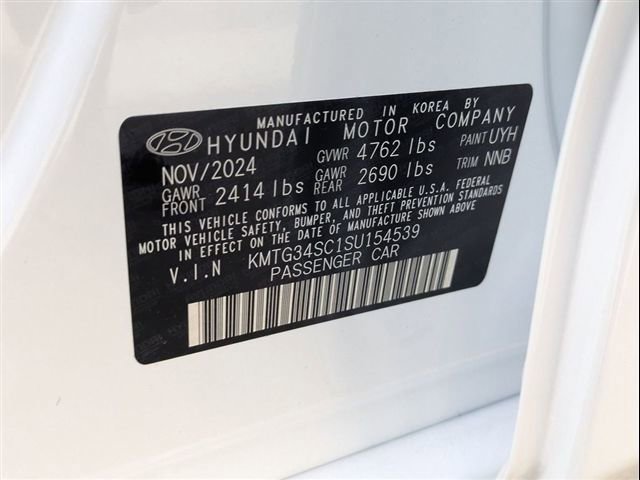 MANUFACTURED IN KOREA BY
HYUNDAI MOTOR COMPANY
NOV/2024 GVWR 4762 lbs PAINT UYH
GAWR FRONT 2414 lbs GAWR REAR 2690 lbs TRIM NNB
THIS VEHICLE CONFORMS TO ALL APPLICABLE U.S.A. FEDERAL
MOTOR VEHICLE SAFETY, BUMPER, AND THEFT PREVENTION STANDARDS
IN EFFECT ON THE DATE OF MANUFACTURE SHOWN ABOVE.
V.I.N KMTG34SC1SU154539
PASSENGER CAR